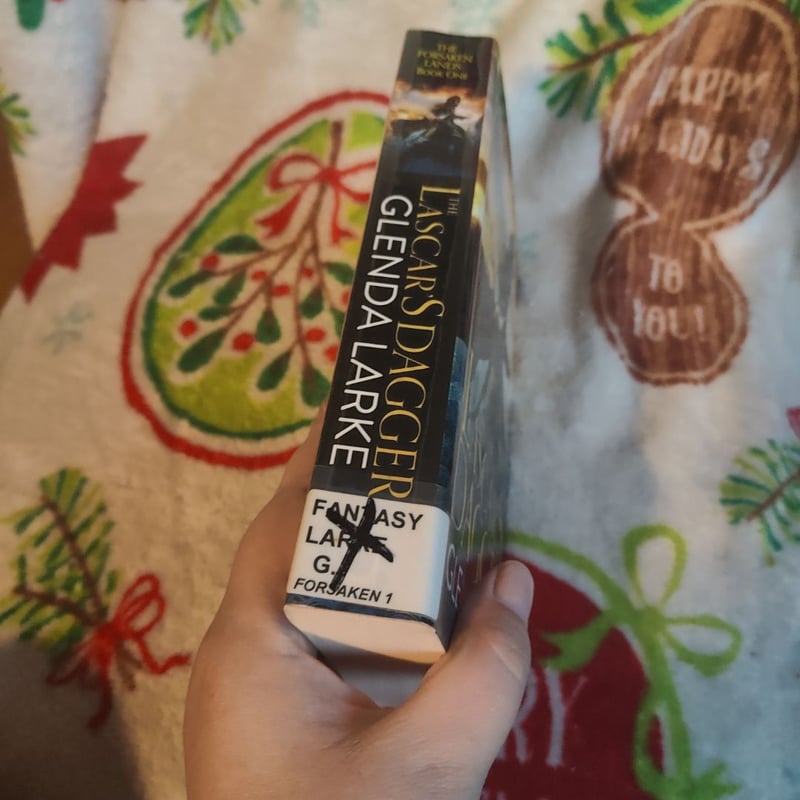 THE
FORSAKEN
LANDS
BOOK ONE
THE
LASCAR'S DAGGER
GLENDA LARKE
FANTASY
LARKE
G.
FORSAKEN 1
HAPPY
HOLIDAYS
TO
YOU!